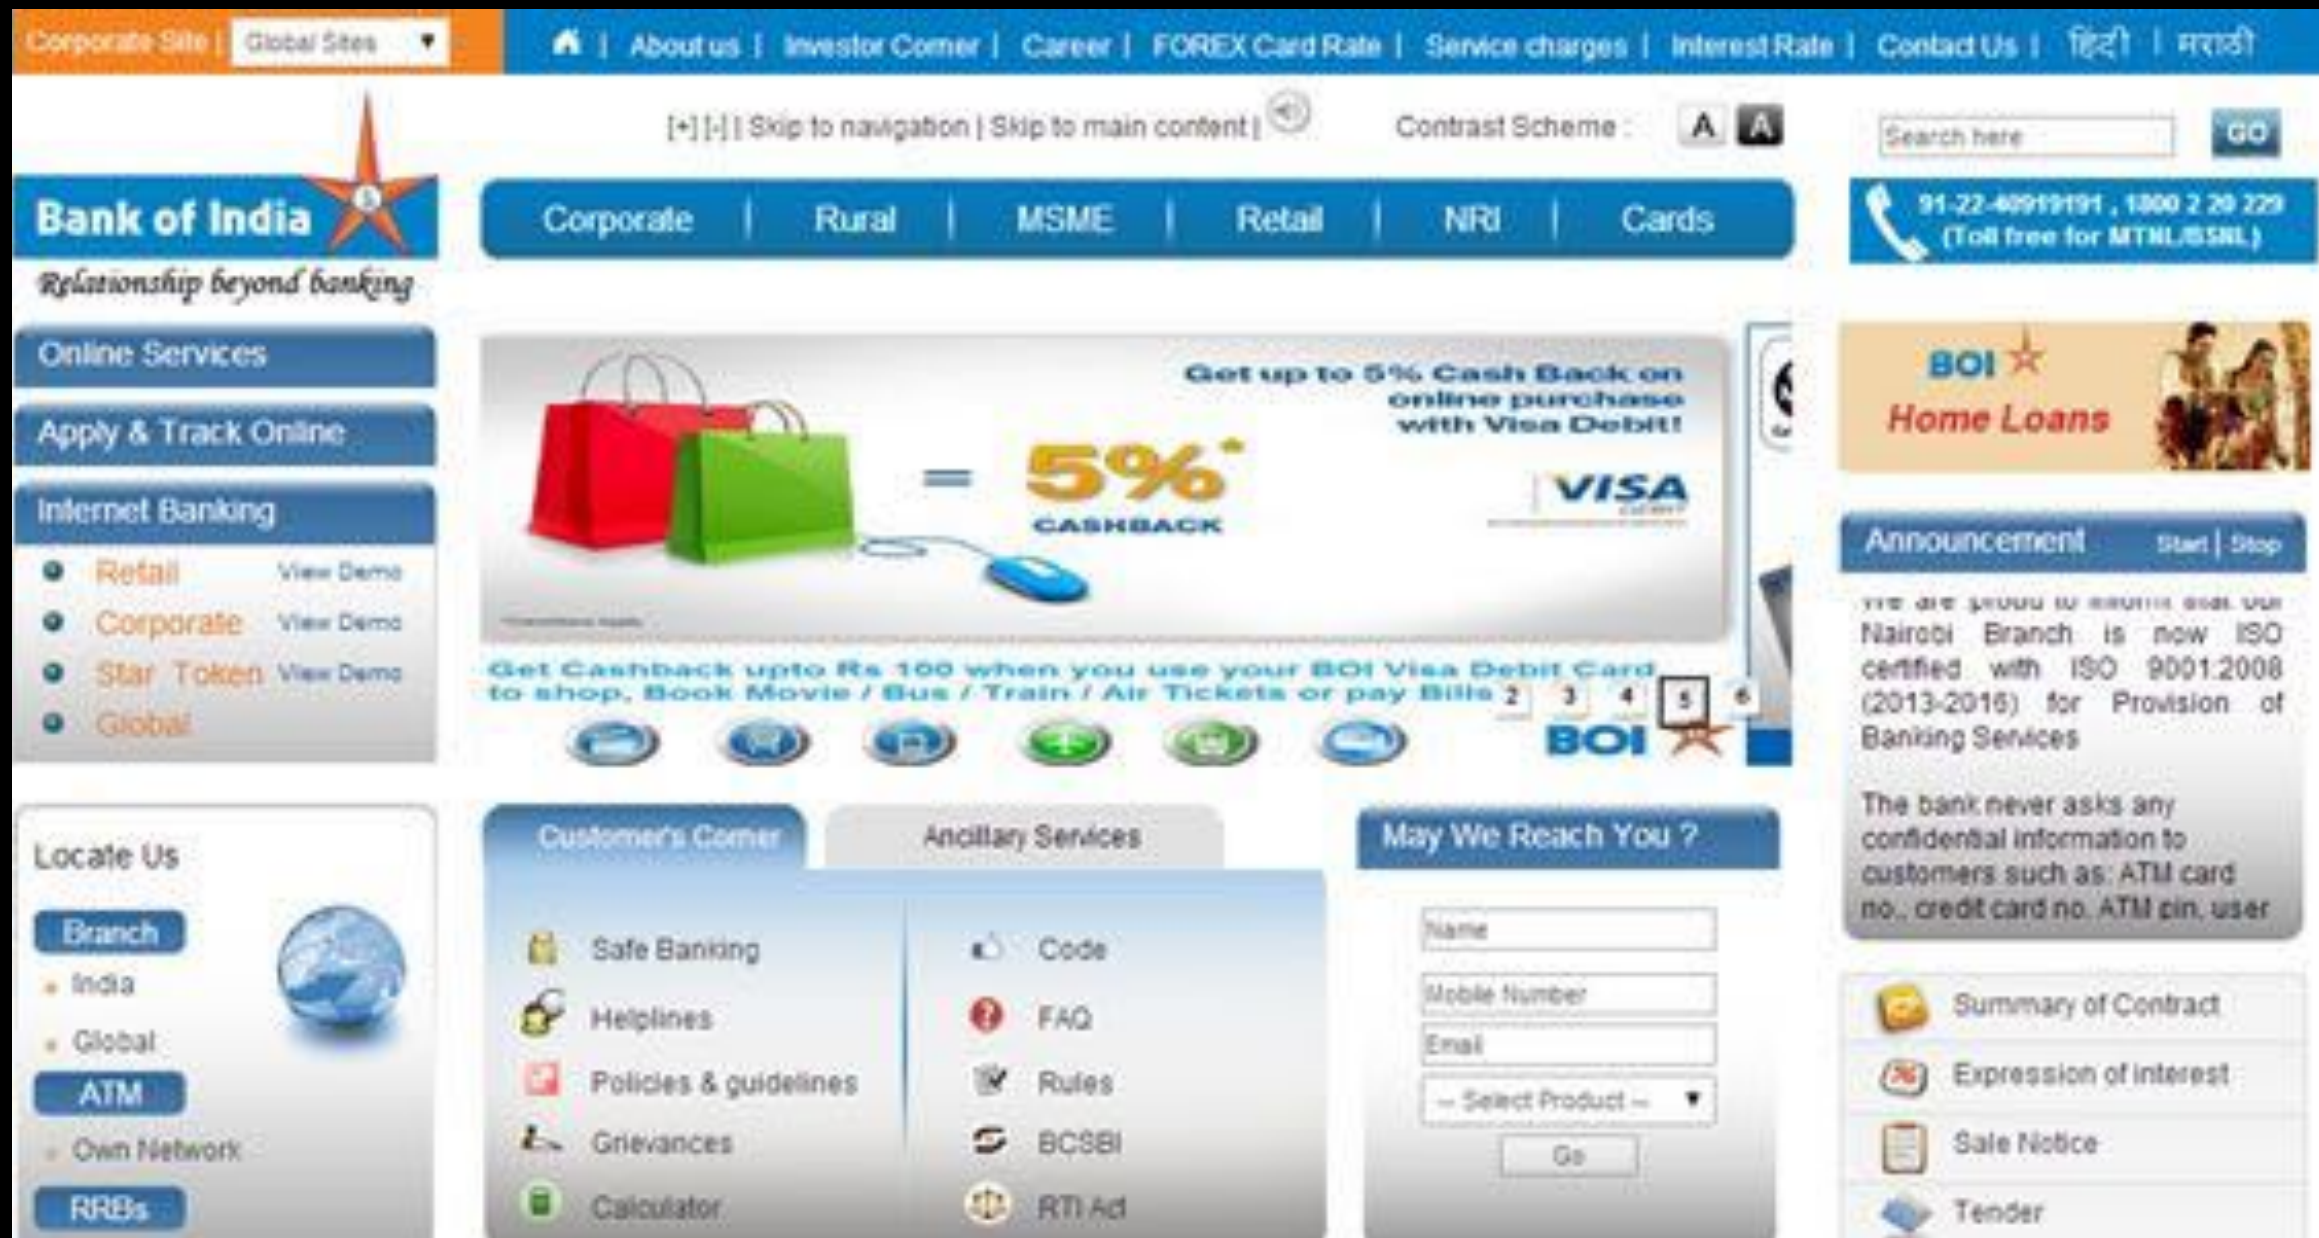 Corporate Site | Global Sites
About us | Investor Corner | Career | FOREX Card Rate | Service charges | Interest Rate | Contact Us | हिंदी | मराठी
[+] [-] | Skip to navigation | Skip to main content |
Contrast Scheme : A A
Search here GO
Bank of India
Relationship beyond banking
Corporate | Rural | MSME | Retail | NRI | Cards
91-22-40919191 , 1800 2 20 229
(Toll free for MTNL/BSNL)
Online Services
Apply & Track Online
Internet Banking
Retail View Demo
Corporate View Demo
Star Token View Demo
Global
Get up to 5% Cash Back on
online purchase
with Visa Debit!
= 5%*
CASHBACK
VISA
DEBIT
Get Cashback upto Rs 100 when you use your BOI Visa Debit Card
to shop, Book Movie / Bus / Train / Air Tickets or pay Bills
2 3 4 5 6
BOI
BOI
Home Loans
Announcement Start | Stop
We are proud to inform that our
Nairobi Branch is now ISO
certified with ISO 9001:2008
(2013-2016) for Provision of
Banking Services
The bank never asks any
confidential information to
customers such as: ATM card
no., credit card no. ATM pin, user
Locate Us
Branch
India
Global
ATM
Own Network
RRBs
Customer's Corner
Ancillary Services
Safe Banking
Helplines
Policies & guidelines
Grievances
Calculator
Code
FAQ
Rules
BCSBI
RTI Act
May We Reach You ?
Name
Mobile Number
Email
-- Select Product --
Go
Summary of Contract
Expression of interest
Sale Notice
Tender